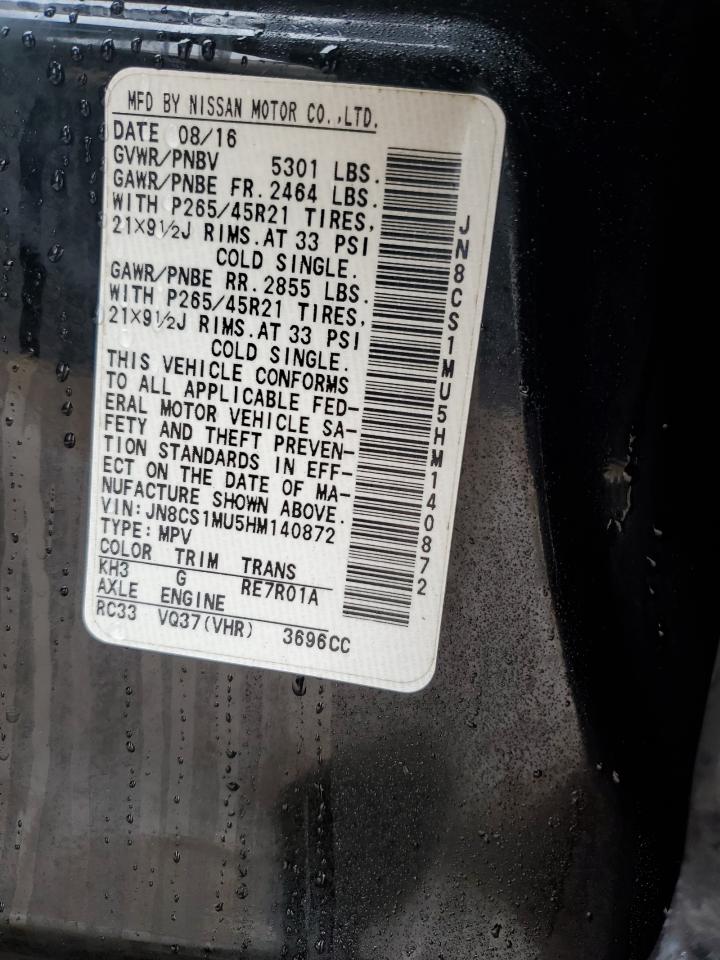 MFD BY NISSAN MOTOR CO.,LTD.
DATE 08/16
GVWR/PNBV 5301 LBS.
GAWR/PNBE FR. 2464 LBS.
WITH P265/45R21 TIRES,
21X9½J RIMS.AT 33 PSI
COLD SINGLE.
GAWR/PNBE RR. 2855 LBS.
WITH P265/45R21 TIRES,
21X9½J RIMS.AT 33 PSI
COLD SINGLE.
THIS VEHICLE CONFORMS
TO ALL APPLICABLE FED-
ERAL MOTOR VEHICLE SA-
FETY AND THEFT PREVEN-
TION STANDARDS IN EFF-
ECT ON THE DATE OF MA-
NUFACTURE SHOWN ABOVE.
VIN:JN8CS1MU5HM140872
TYPE:MPV
COLOR TRIM TRANS
KH3 G RE7R01A
AXLE ENGINE
RC33 VQ37(VHR) 3696CC
JN8CS1MU5HM140872